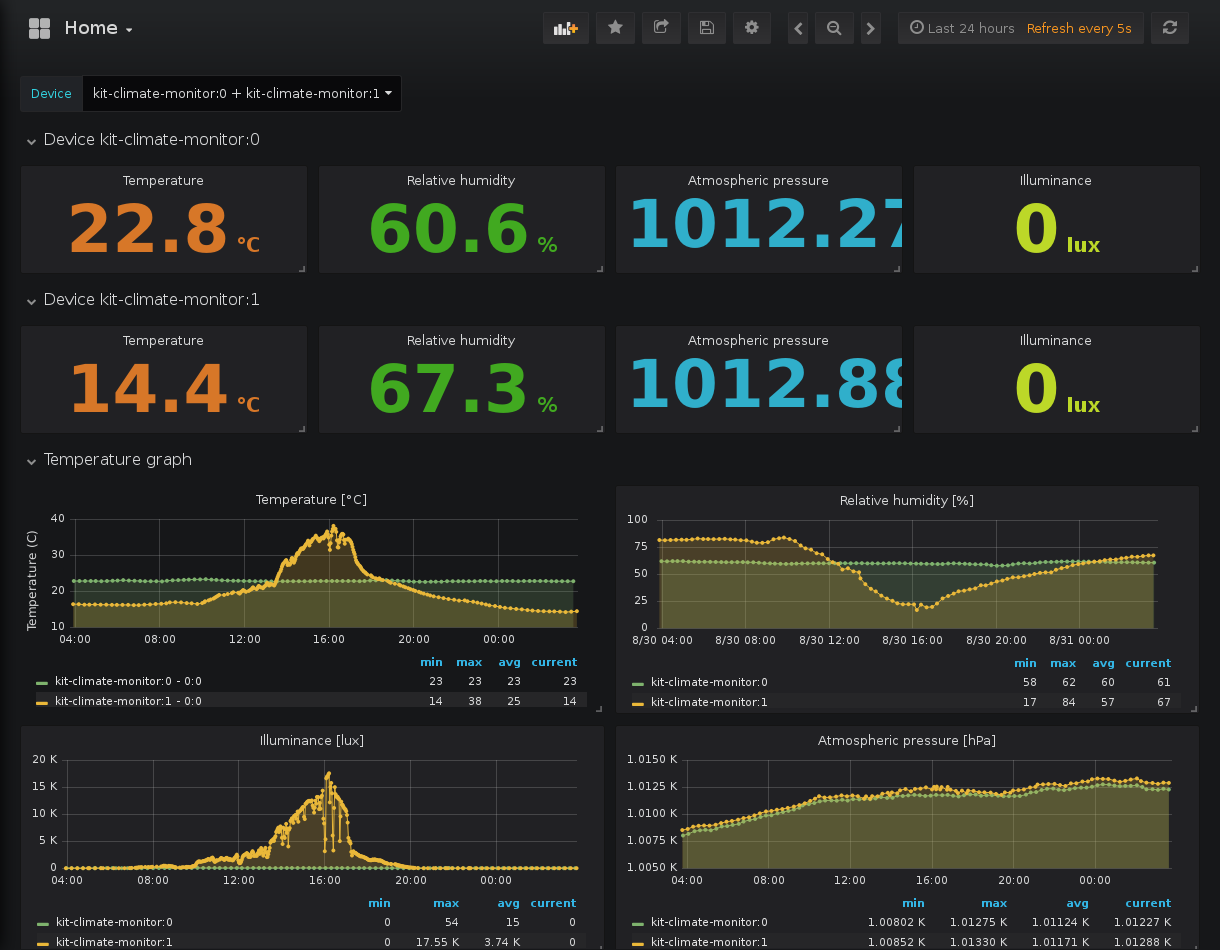 Home
Last 24 hours Refresh every 5s
Device kit-climate-monitor:0 + kit-climate-monitor:1
Device kit-climate-monitor:0
Temperature Relative humidity Atmospheric pressure Illuminance
22.8 °C 60.6 % 1012.27 0 lux
Device kit-climate-monitor:1
Temperature Relative humidity Atmospheric pressure Illuminance
14.4 °C 67.3 % 1012.88 0 lux
Temperature graph
Temperature [°C]
Temperature (C)
40
30
20
10
04:00 08:00 12:00 16:00 20:00 00:00
min max avg current
kit-climate-monitor:0 - 0:0 23 23 23 23
kit-climate-monitor:1 - 0:0 14 38 25 14
Relative humidity [%]
100
75
50
25
0
8/30 04:00 8/30 08:00 8/30 12:00 8/30 16:00 8/30 20:00 8/31 00:00
min max avg current
kit-climate-monitor:0 58 62 60 61
kit-climate-monitor:1 17 84 57 67
Illuminance [lux]
20 K
15 K
10 K
5 K
0
04:00 08:00 12:00 16:00 20:00 00:00
min max avg current
kit-climate-monitor:0 0 54 15 0
kit-climate-monitor:1 0 17.55 K 3.74 K 0
Atmospheric pressure [hPa]
1.0150 K
1.0125 K
1.0100 K
1.0075 K
1.0050 K
04:00 08:00 12:00 16:00 20:00 00:00
min max avg current
kit-climate-monitor:0 1.00802 K 1.01275 K 1.01124 K 1.01227 K
kit-climate-monitor:1 1.00852 K 1.01330 K 1.01171 K 1.01288 K